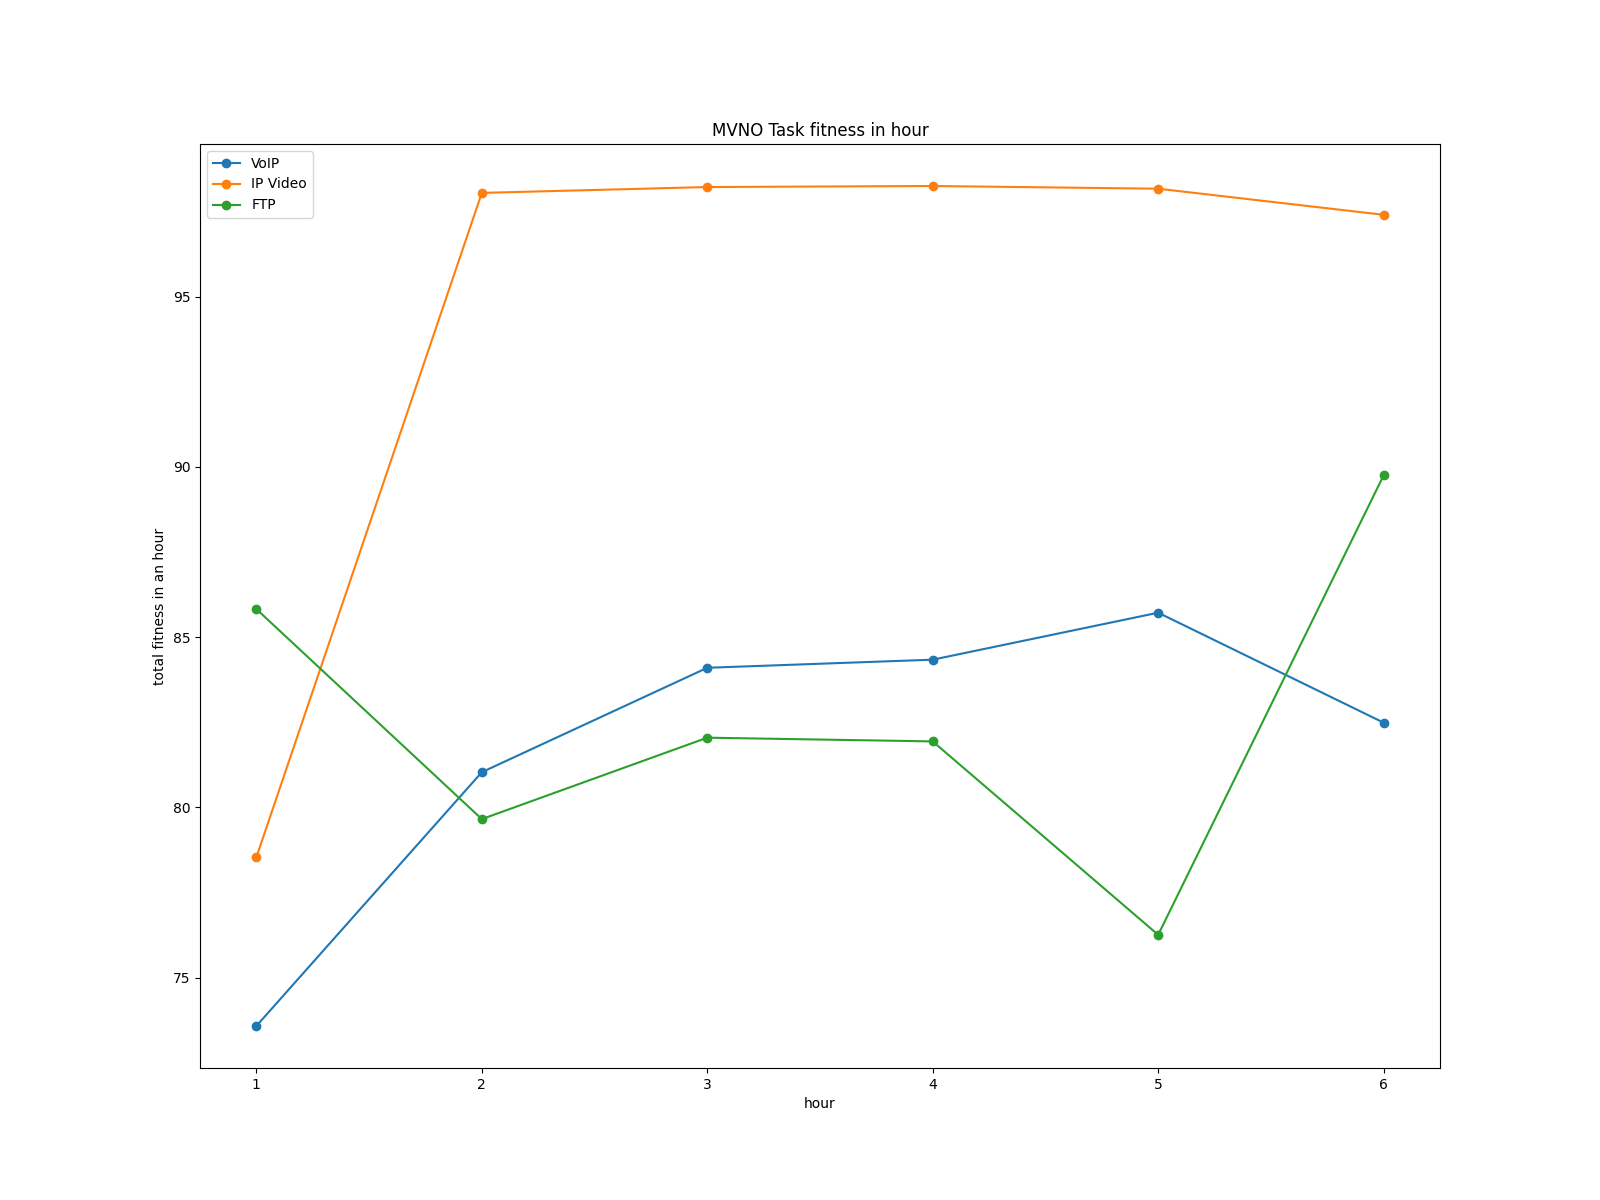 MVNO Task fitness in hour
VoIP
IP Video
FTP
95
90
85
80
75
total fitness in an hour
1 2 3 4 5 6
hour